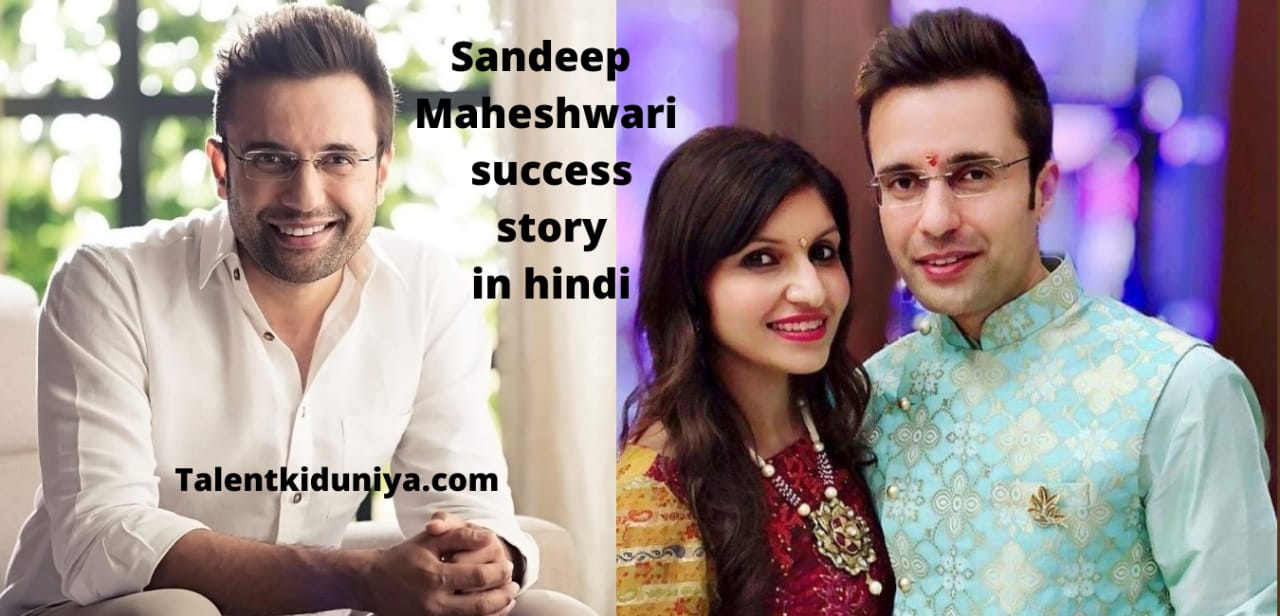 Sandeep
Maheshwari
success
story
in hindi
Talentkiduniya.com